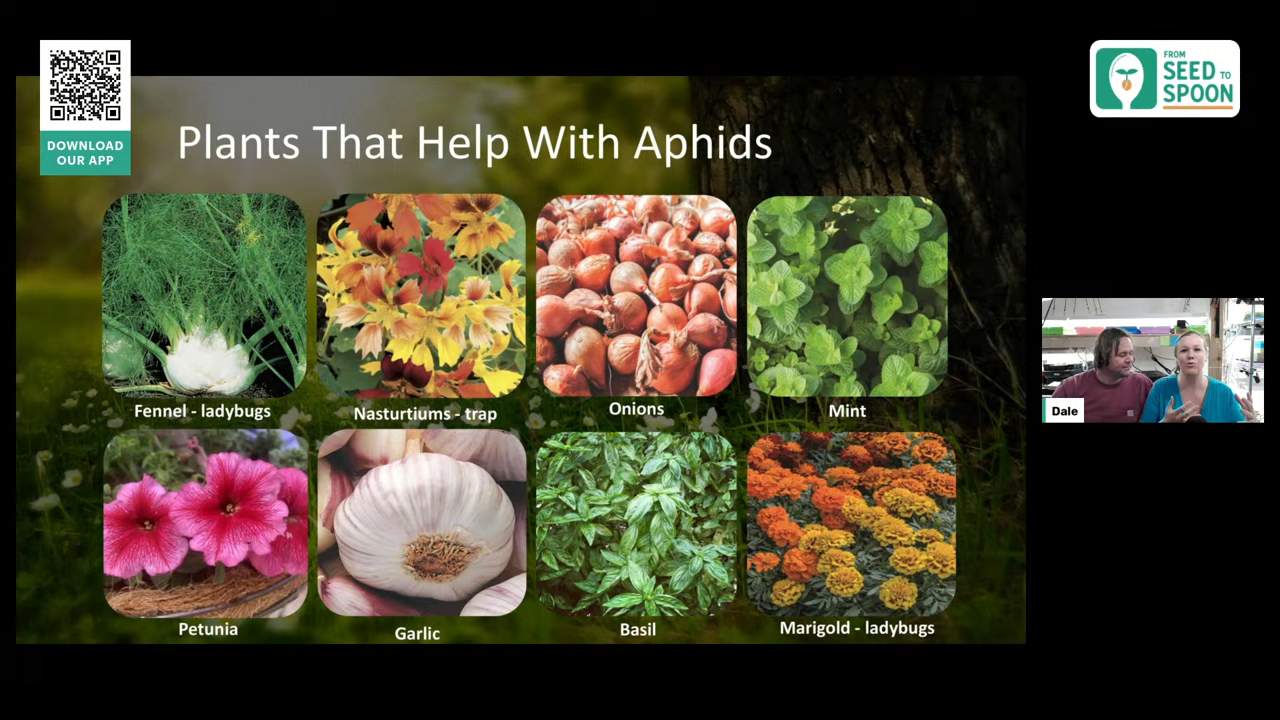 DOWNLOAD
OUR APP
FROM
SEED TO
SPOON
Plants That Help With Aphids
Fennel - ladybugs
Nasturtiums - trap
Onions
Mint
Dale
Petunia
Garlic
Basil
Marigold - ladybugs